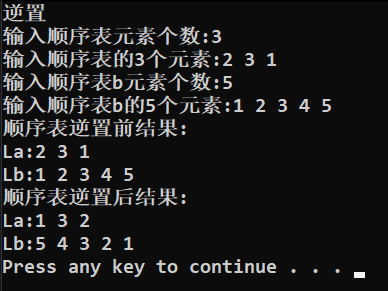 逆置
输入顺序表元素个数:3
输入顺序表的3个元素:2 3 1
输入顺序表b元素个数:5
输入顺序表b的5个元素:1 2 3 4 5
顺序表逆置前结果:
La:2 3 1
Lb:1 2 3 4 5
顺序表逆置后结果:
La:1 3 2
Lb:5 4 3 2 1
Press any key to continue . . .